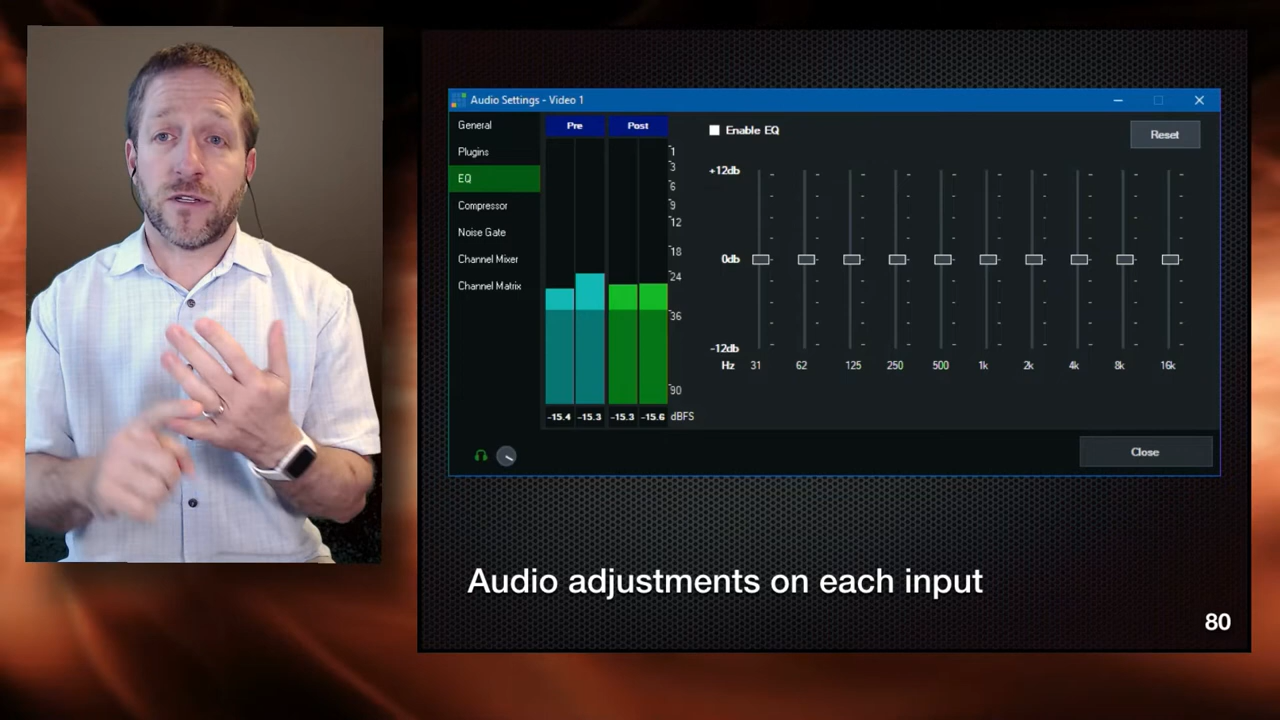 Audio Settings - Video 1
General
Plugins
EQ
Compressor
Noise Gate
Channel Mixer
Channel Matrix
Pre
Post
1
3
6
9
12
18
24
36
90
-15.4 -15.3 -15.3 -15.6 dBFS
Enable EQ
Reset
+12db
0db
-12db
Hz 31 62 125 250 500 1k 2k 4k 8k 16k
Close
Audio adjustments on each input
80